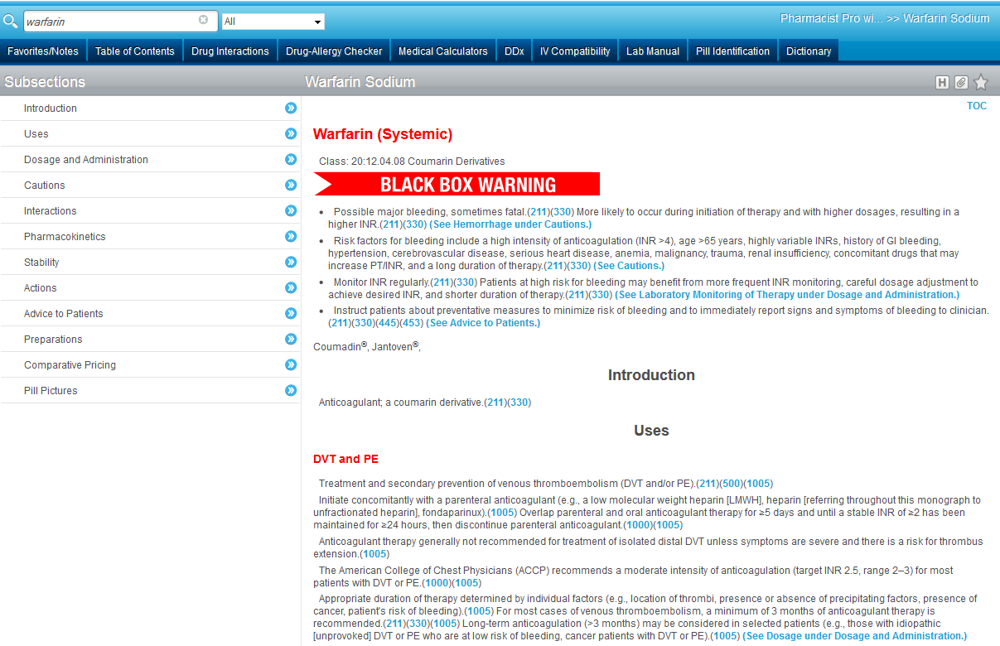 warfarin
All
Pharmacist Pro wi... >> Warfarin Sodium
Favorites/Notes
Table of Contents
Drug Interactions
Drug-Allergy Checker
Medical Calculators
DDx
IV Compatibility
Lab Manual
Pill Identification
Dictionary
Subsections
Introduction
Uses
Dosage and Administration
Cautions
Interactions
Pharmacokinetics
Stability
Actions
Advice to Patients
Preparations
Comparative Pricing
Pill Pictures
Warfarin Sodium
H
TOC
Warfarin (Systemic)
Class: 20:12.04.08 Coumarin Derivatives
BLACK BOX WARNING
• Possible major bleeding, sometimes fatal.(211)(330) More likely to occur during initiation of therapy and with higher dosages, resulting in a
higher INR.(211)(330) (See Hemorrhage under Cautions.)
• Risk factors for bleeding include a high intensity of anticoagulation (INR >4), age >65 years, highly variable INRs, history of GI bleeding,
hypertension, cerebrovascular disease, serious heart disease, anemia, malignancy, trauma, renal insufficiency, concomitant drugs that may
increase PT/INR, and a long duration of therapy.(211)(330) (See Cautions.)
• Monitor INR regularly.(211)(330) Patients at high risk for bleeding may benefit from more frequent INR monitoring, careful dosage adjustment to
achieve desired INR, and shorter duration of therapy.(211)(330) (See Laboratory Monitoring of Therapy under Dosage and Administration.)
• Instruct patients about preventative measures to minimize risk of bleeding and to immediately report signs and symptoms of bleeding to clinician.
(211)(330)(445)(453) (See Advice to Patients.)
Coumadin®, Jantoven®,
Introduction
Anticoagulant; a coumarin derivative.(211)(330)
Uses
DVT and PE
Treatment and secondary prevention of venous thromboembolism (DVT and/or PE).(211)(500)(1005)
Initiate concomitantly with a parenteral anticoagulant (e.g., a low molecular weight heparin [LMWH], heparin [referring throughout this monograph to
unfractionated heparin], fondaparinux).(1005) Overlap parenteral and oral anticoagulant therapy for ≥5 days and until a stable INR of ≥2 has been
maintained for ≥24 hours, then discontinue parenteral anticoagulant.(1000)(1005)
Anticoagulant therapy generally not recommended for treatment of isolated distal DVT unless symptoms are severe and there is a risk for thrombus
extension.(1005)
The American College of Chest Physicians (ACCP) recommends a moderate intensity of anticoagulation (target INR 2.5, range 2–3) for most
patients with DVT or PE.(1000)(1005)
Appropriate duration of therapy determined by individual factors (e.g., location of thrombi, presence or absence of precipitating factors, presence of
cancer, patient's risk of bleeding).(1005) For most cases of venous thromboembolism, a minimum of 3 months of anticoagulant therapy is
recommended.(211)(330)(1005) Long-term anticoagulation (>3 months) may be considered in selected patients (e.g., those with idiopathic
[unprovoked] DVT or PE who are at low risk of bleeding, cancer patients with DVT or PE).(1005) (See Dosage under Dosage and Administration.)